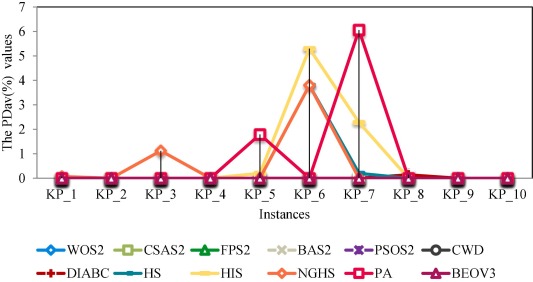 The PDav(%) values
7
6
5
4
3
2
1
0
KP_1 KP_2 KP_3 KP_4 KP_5 KP_6 KP_7 KP_8 KP_9 KP_10
Instances
WOS2 CSAS2 FPS2 BAS2 PSOS2 CWD
DIABC HS HIS NGHS PA BEOV3